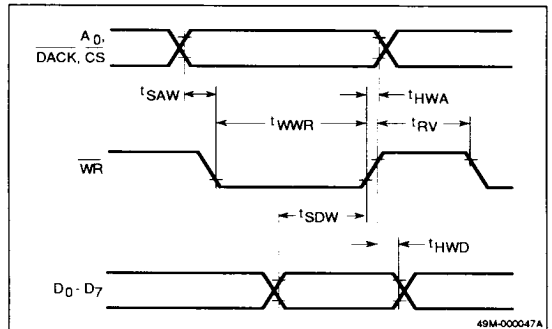 A0,
DACK, CS
tSAW
tHWA
tWWR
tRV
WR
tSDW
tHWD
D0 - D7
49M-000047A